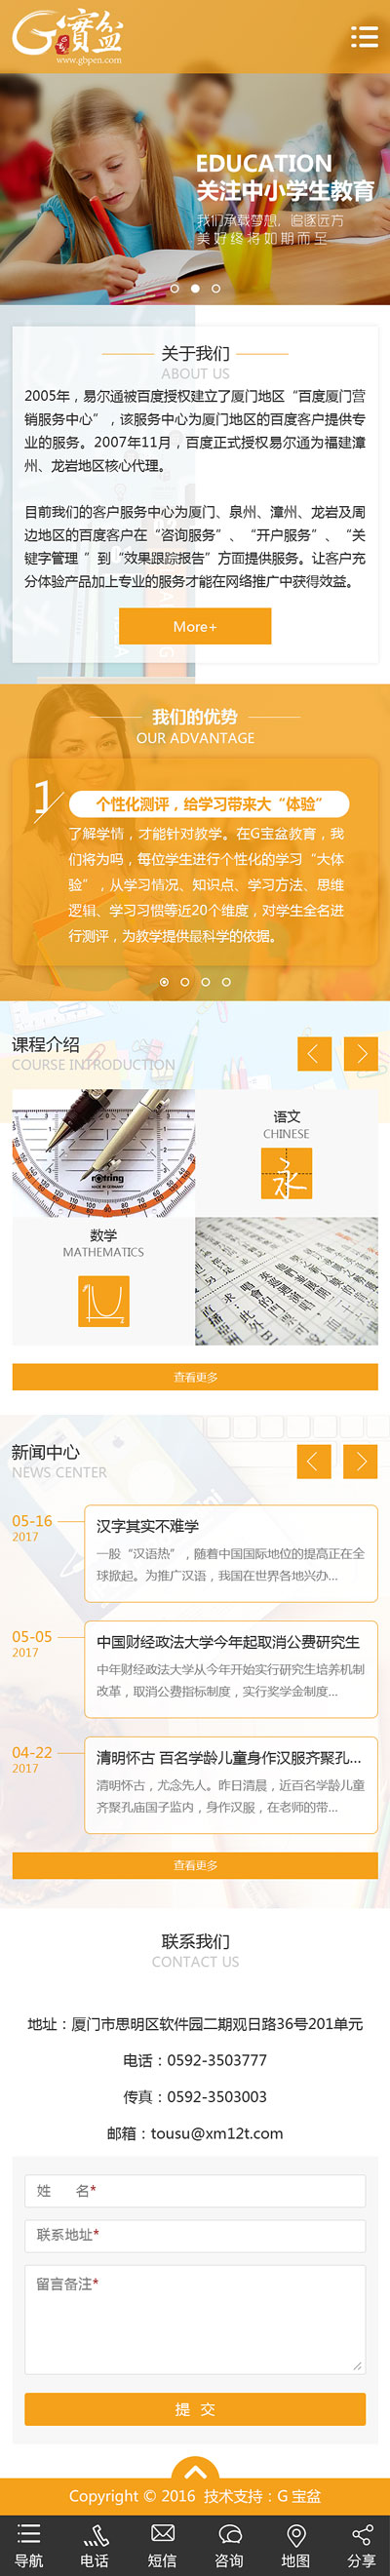 G寶盆
www.gbpen.com
EDUCATION
关注中小学生教育
我们承载梦想，追逐远方
美好终将如期而至
关于我们
ABOUT US
2005年，易尔通被百度授权建立了厦门地区“百度厦门营
销服务中心”，该服务中心为厦门地区的百度客户提供专
业的服务。2007年11月，百度正式授权易尔通为福建漳
州、龙岩地区核心代理。
目前我们的客户服务中心为厦门、泉州、漳州、龙岩及周
边地区的百度客户在“咨询服务”、“开户服务”、“关
键字管理 ”到“效果跟踪报告”方面提供服务。让客户充
分体验产品加上专业的服务才能在网络推广中获得效益。
More+
我们的优势
OUR ADVANTAGE
1
个性化测评，给学习带来大“体验”
了解学情，才能针对教学。在G宝盆教育，我
们将为吗，每位学生进行个性化的学习“大体
验”，从学习情况、知识点、学习方法、思维
逻辑、学习习惯等近20个维度，对学生全名进
行测评，为教学提供最科学的依据。
课程介绍
COURSE INTRODUCTION
rotring
语文
CHINESE
永
数学
MATHEMATICS
查看更多
新闻中心
NEWS CENTER
05-16
2017
汉字其实不难学
一股“汉语热”，随着中国国际地位的提高正在全
球掀起。为推广汉语，我国在世界各地兴办...
05-05
2017
中国财经政法大学今年起取消公费研究生
中年财经政法大学从今年开始实行研究生培养机制
改革，取消公费指标制度，实行奖学金制度...
04-22
2017
清明怀古 百名学龄儿童身作汉服齐聚孔...
清明怀古，尤念先人。昨日清晨，近百名学龄儿童
齐聚孔庙国子监内，身作汉服，在老师的带...
查看更多
联系我们
CONTACT US
地址：厦门市思明区软件园二期观日路36号201单元
电话：0592-3503777
传真：0592-3503003
邮箱：tousu@xm12t.com
姓 名*
联系地址*
留言备注*
提 交
Copyright © 2016 技术支持：G 宝盆
导航 电话 短信 咨询 地图 分享